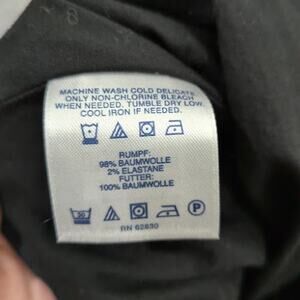 MACHINE WASH COLD DELICATE
ONLY NON-CHLORINE BLEACH
WHEN NEEDED. TUMBLE DRY LOW
COOL IRON IF NEEDED.
RUMPF:
98% BAUMWOLLE
2% ELASTANE
FUTTER:
100% BAUMWOLLE
30
P
RN 62830